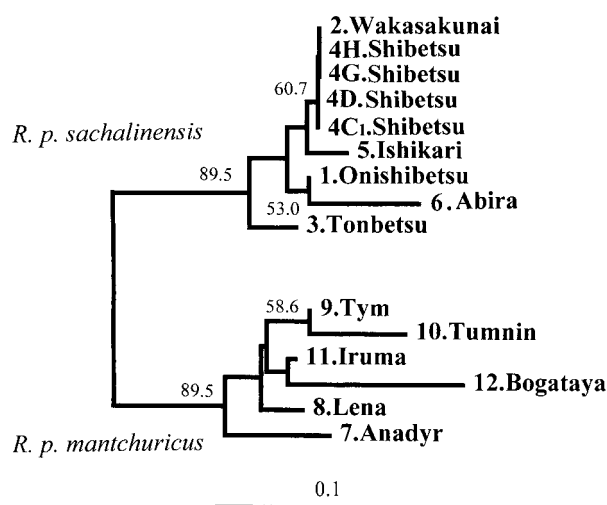 2.Wakasakunai
4H.Shibetsu
4G.Shibetsu
60.7
4D.Shibetsu
4C1.Shibetsu
R. p. sachalinensis
5.Ishikari
89.5
1.Onishibetsu
6.Abira
53.0
3.Tonbetsu
58.6
9.Tym
10.Tumnin
11.Iruma
12.Bogataya
89.5
8.Lena
7.Anadyr
R. p. mantchuricus
0.1